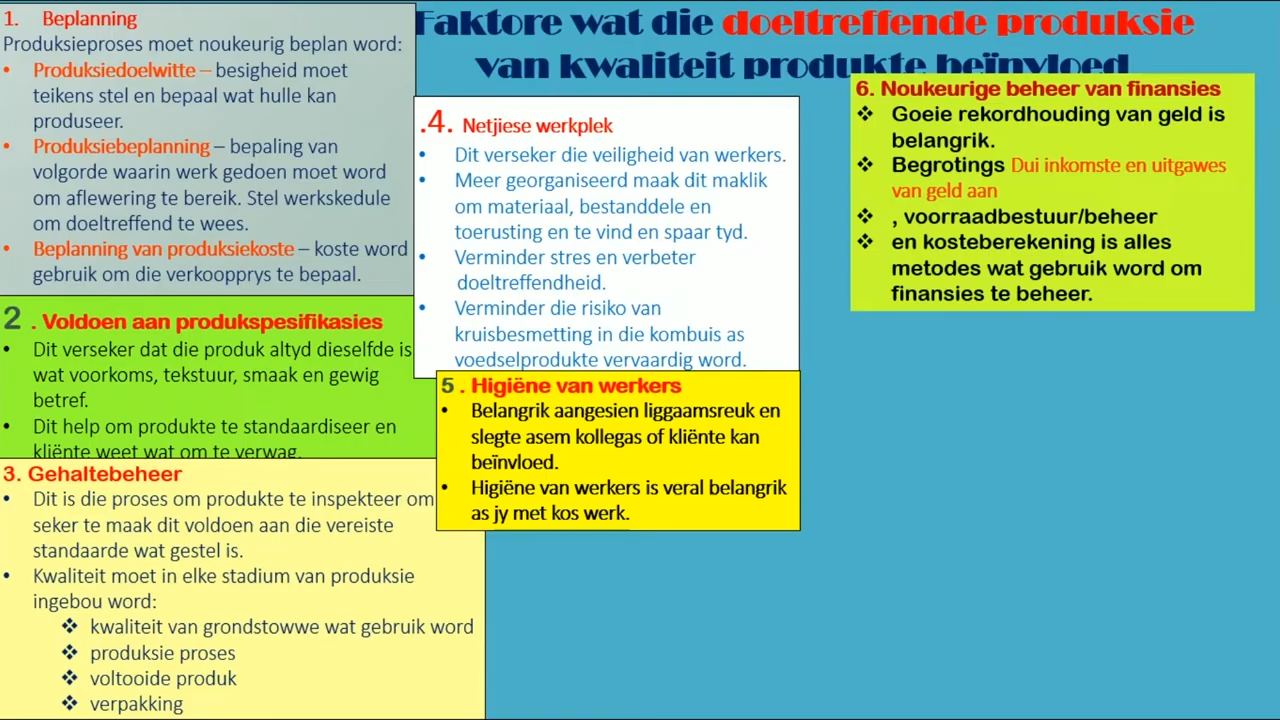 Faktore wat die doeltreffende produksie
van kwaliteit produkte beïnvloed
1. Beplanning
Produksieproses moet noukeurig beplan word:
• Produksiedoelwitte – besigheid moet
teikens stel en bepaal wat hulle kan
produseer.
• Produksiebeplanning – bepaling van
volgorde waarin werk gedoen moet word
om aflewering te bereik. Stel werkskedule
om doeltreffend te wees.
• Beplanning van produksiekoste – koste word
gebruik om die verkoopprys te bepaal.
2 . Voldoen aan produkspesifikasies
• Dit verseker dat die produk altyd dieselfde is
wat voorkoms, tekstuur, smaak en gewig
betref.
• Dit help om produkte te standaardiseer en
kliënte weet wat om te verwag.
3. Gehaltebeheer
• Dit is die proses om produkte te inspekteer om
seker te maak dit voldoen aan die vereiste
standaarde wat gestel is.
• Kwaliteit moet in elke stadium van produksie
ingebou word:
❖ kwaliteit van grondstowwe wat gebruik word
❖ produksie proses
❖ voltooide produk
❖ verpakking
.4. Netjiese werkplek
• Dit verseker die veiligheid van werkers.
• Meer georganiseerd maak dit maklik
om materiaal, bestanddele en
toerusting en te vind en spaar tyd.
• Verminder stres en verbeter
doeltreffendheid.
• Verminder die risiko van
kruisbesmetting in die kombuis as
voedselprodukte vervaardig word.
5 . Higiëne van werkers
• Belangrik aangesien liggaamsreuk en
slegte asem kollegas of kliënte kan
beïnvloed.
• Higiëne van werkers is veral belangrik
as jy met kos werk.
6. Noukeurige beheer van finansies
❖ Goeie rekordhouding van geld is
belangrik.
❖ Begrotings Dui inkomste en uitgawes
van geld aan
❖ , voorraadbestuur/beheer
❖ en kosteberekening is alles
metodes wat gebruik word om
finansies te beheer.